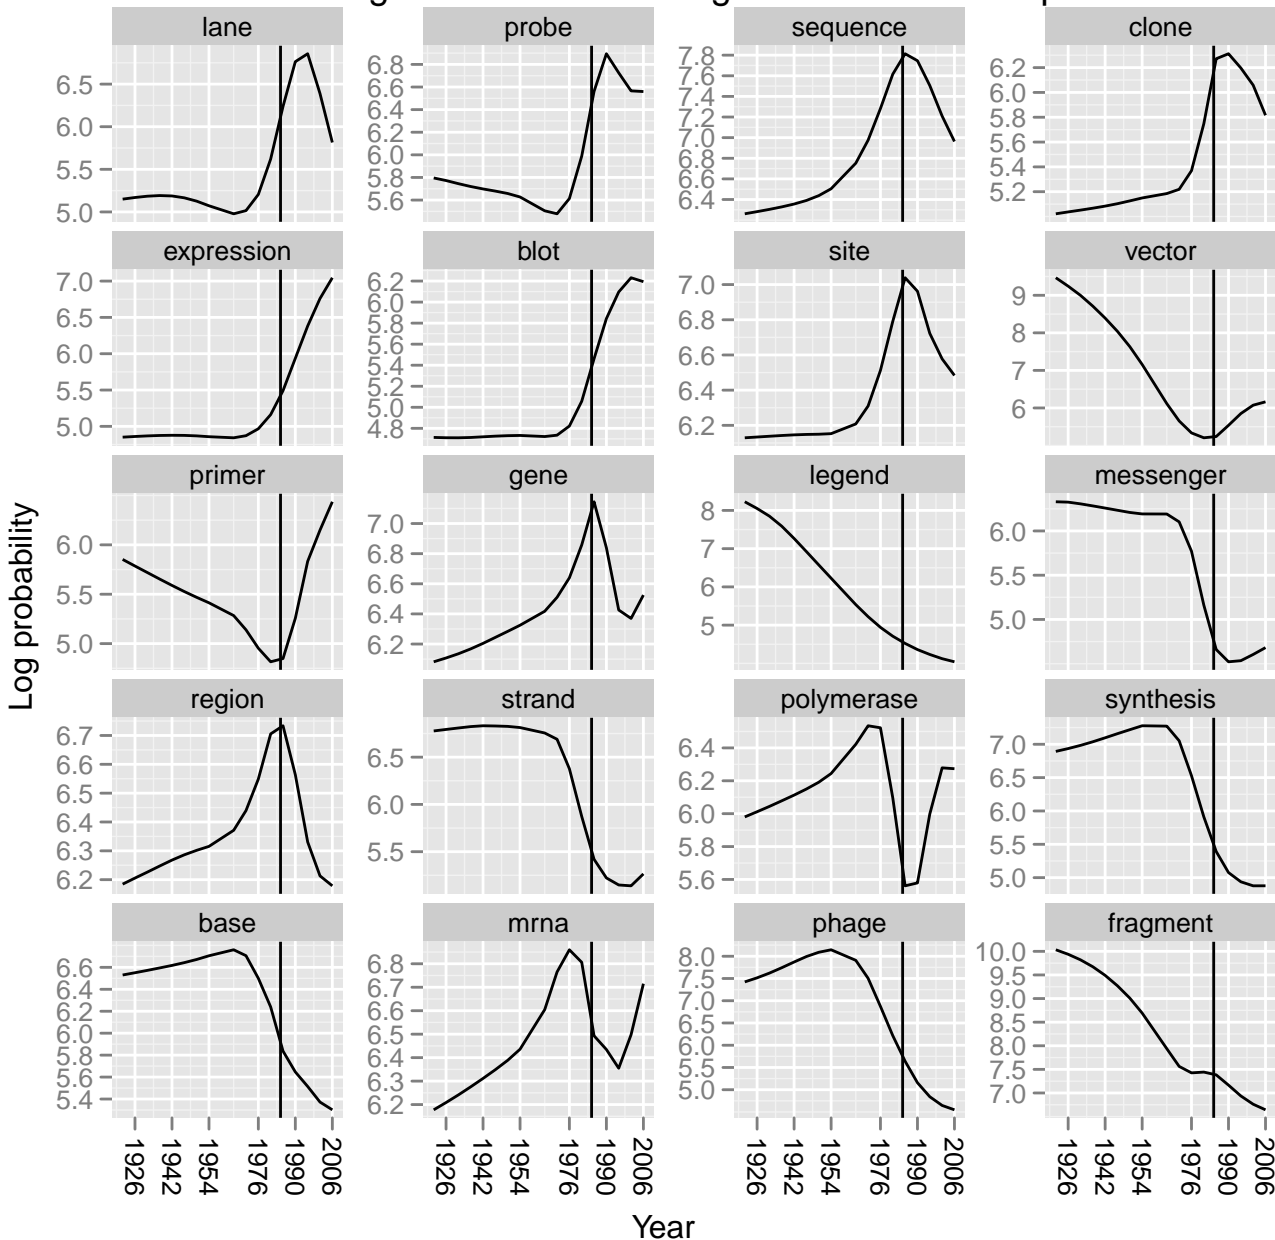 lane probe sequence clone
6.5 6.8 7.8 6.2
6.0 6.6 7.6 6.0
5.5 6.4 7.4 5.8
5.0 6.2 7.2 5.6
6.0 7.0 5.4
5.8 6.8 5.2
5.6 6.6
6.4
expression blot site vector
7.0 6.2 7.0 9
6.5 6.0 6.8 8
6.0 5.8 6.6 7
5.5 5.6 6.4 6
5.0 5.4 6.2
5.2
5.0
4.8
primer gene legend messenger
6.0 7.0 8 6.0
5.5 6.8 7 5.5
5.0 6.6 6 5.0
6.4 5
6.2
region strand polymerase synthesis
6.7 6.5 6.4 7.0
6.6 6.0 6.2 6.5
6.5 5.5 6.0 6.0
6.4 5.8 5.5
6.3 5.6 5.0
6.2
base mrna phage fragment
6.6 6.8 8.0 10.0
6.4 6.7 7.5 9.5
6.2 6.6 7.0 9.0
6.0 6.5 6.5 8.5
5.8 6.4 6.0 8.0
5.6 6.3 5.5 7.5
5.4 6.2 5.0 7.0
1926 1942 1954 1976 1990 2006 1926 1942 1954 1976 1990 2006 1926 1942 1954 1976 1990 2006 1926 1942 1954 1976 1990 2006
Year
Log probability